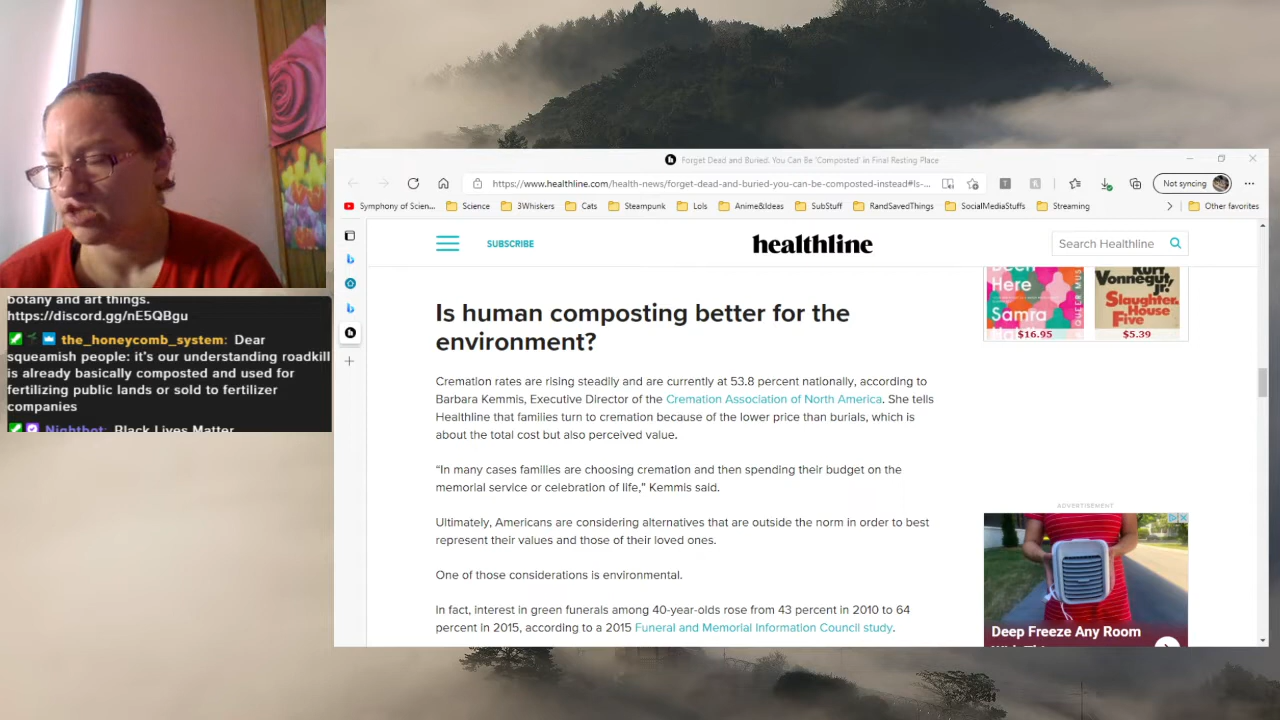 botany and art things.
https://discord.gg/nE5QBgu
the_honeycomb_system: Dear
squeamish people: it's our understanding roadkill
is already basically composted and used for
fertilizing public lands or sold to fertilizer
companies
Nightbot: Black Lives Matter
Forget Dead and Buried. You Can Be 'Composted' in Final Resting Place
https://www.healthline.com/health-news/forget-dead-and-buried-you-can-be-composted-instead#Is-...
Not syncing
Symphony of Scien...
Science
3Whiskers
Cats
Steampunk
Lols
Anime&Ideas
SubStuff
RandSavedThings
SocialMediaStuffs
Streaming
Other favorites
SUBSCRIBE
healthline
Search Healthline
Is human composting better for the
environment?
Cremation rates are rising steadily and are currently at 53.8 percent nationally, according to
Barbara Kemmis, Executive Director of the Cremation Association of North America. She tells
Healthline that families turn to cremation because of the lower price than burials, which is
about the total cost but also perceived value.
“In many cases families are choosing cremation and then spending their budget on the
memorial service or celebration of life,” Kemmis said.
Ultimately, Americans are considering alternatives that are outside the norm in order to best
represent their values and those of their loved ones.
One of those considerations is environmental.
In fact, interest in green funerals among 40-year-olds rose from 43 percent in 2010 to 64
percent in 2015, according to a 2015 Funeral and Memorial Information Council study.
Here
Samra
$16.95
Kurt
Vonnegut,
Jr.
Slaughter
House
Five
$5.39
ADVERTISEMENT
Deep Freeze Any Room